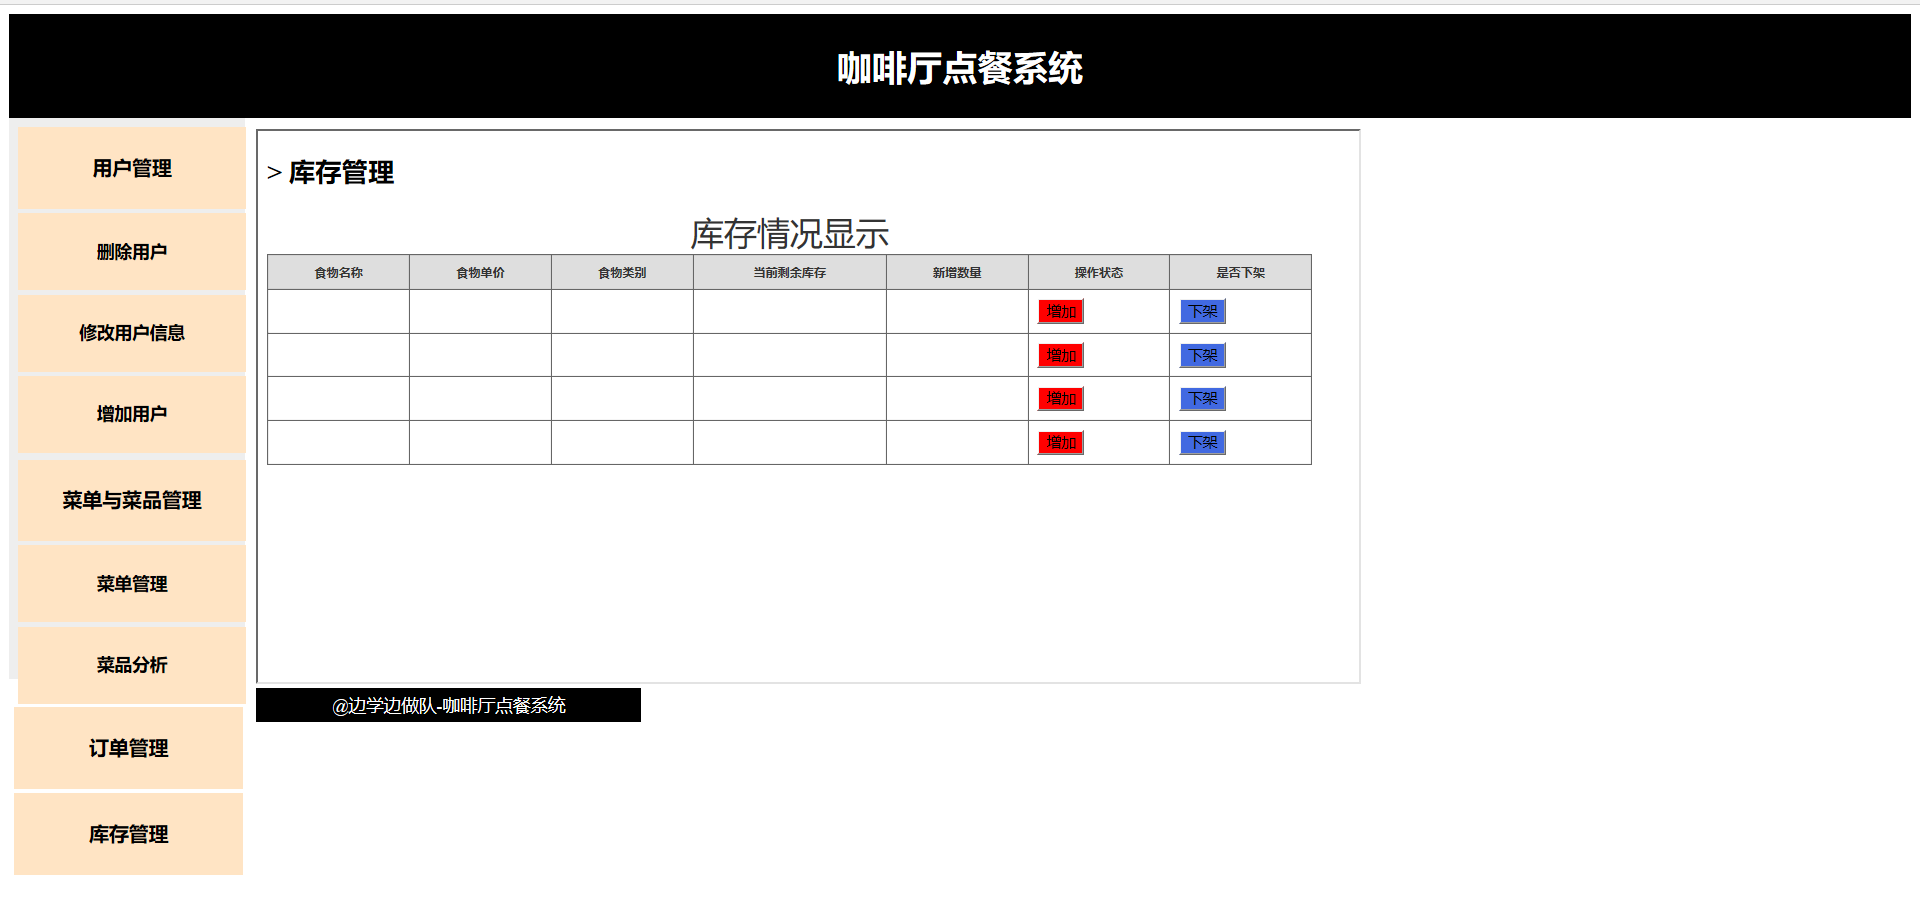 咖啡厅点餐系统
用户管理
删除用户
修改用户信息
增加用户
菜单与菜品管理
菜单管理
菜品分析
订单管理
库存管理
> 库存管理
库存情况显示
食物名称 食物单价 食物类别 当前剩余库存 新增数量 操作状态 是否下架
增加 下架
增加 下架
增加 下架
增加 下架
@边学边做队-咖啡厅点餐系统